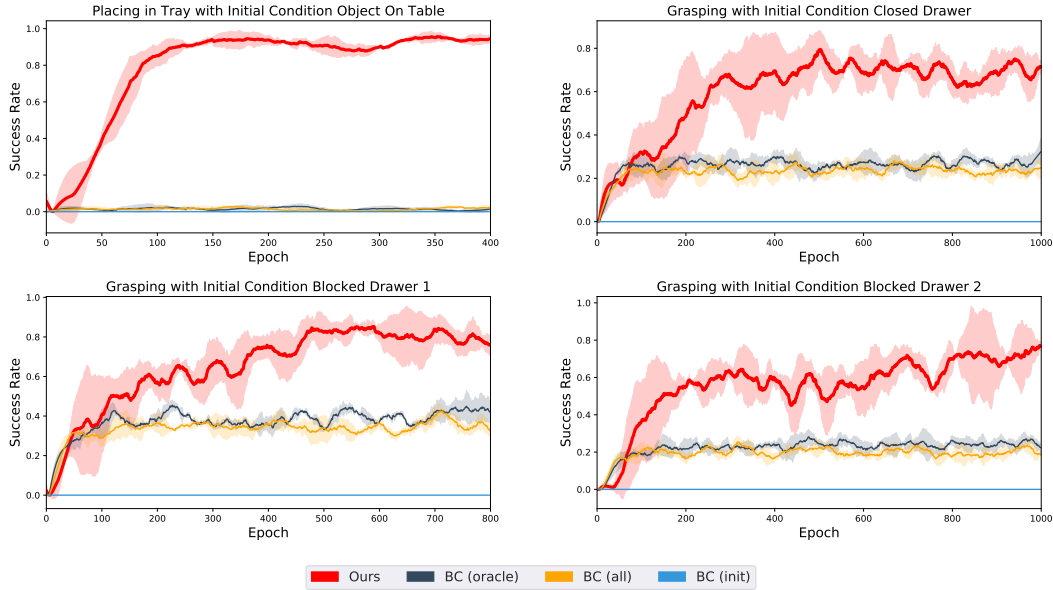 Placing in Tray with Initial Condition Object On Table
Success Rate
1.0
0.8
0.6
0.4
0.2
0.0
0 50 100 150 200 250 300 350 400
Epoch
Grasping with Initial Condition Closed Drawer
Success Rate
0.8
0.6
0.4
0.2
0.0
0 200 400 600 800 1000
Epoch
Grasping with Initial Condition Blocked Drawer 1
Success Rate
1.0
0.8
0.6
0.4
0.2
0.0
0 100 200 300 400 500 600 700 800
Epoch
Grasping with Initial Condition Blocked Drawer 2
Success Rate
1.0
0.8
0.6
0.4
0.2
0.0
0 200 400 600 800 1000
Epoch
Ours BC (oracle) BC (all) BC (init)